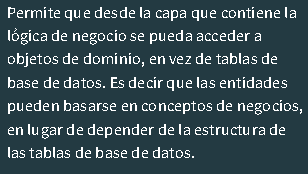 Permite que desde la capa que contiene la
lógica de negocio se pueda acceder a
objetos de dominio, en vez de tablas de
base de datos. Es decir que las entidades
pueden basarse en conceptos de negocios,
en lugar de depender de la estructura de
las tablas de base de datos.